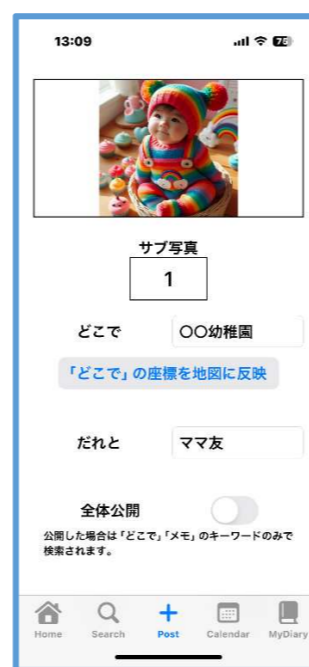 13:09
75
サブ写真
1
どこで
〇〇幼稚園
「どこで」の座標を地図に反映
だれと
ママ友
全体公開
公開した場合は「どこで」「メモ」のキーワードのみで
検索されます。
Home Search Post Calendar MyDiary